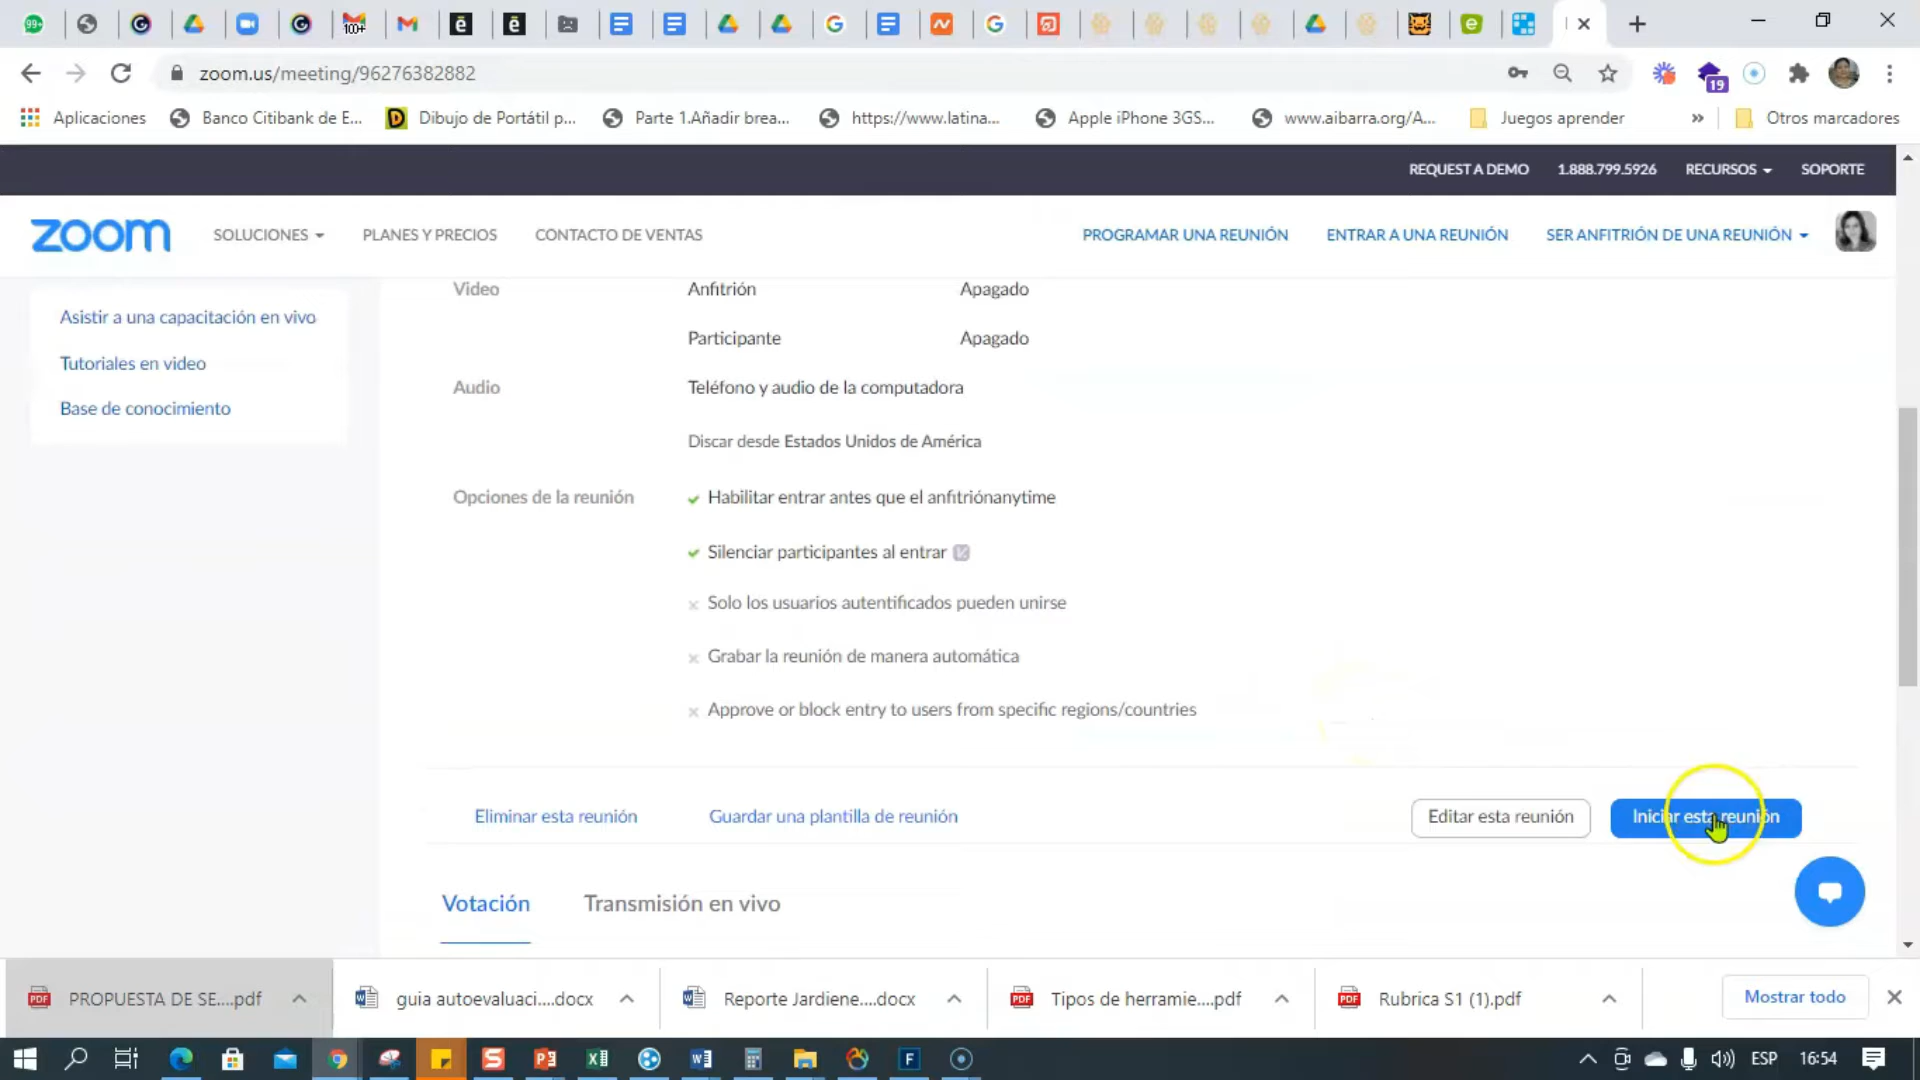 99+
100+
zoom.us/meeting/96276382882
19
Aplicaciones
Banco Citibank de E...
Dibujo de Portátil p...
Parte 1.Añadir brea...
https://www.latina...
Apple iPhone 3GS...
www.aibarra.org/A...
Juegos aprender
»
Otros marcadores
REQUEST A DEMO
1.888.799.5926
RECURSOS
SOPORTE
zoom
SOLUCIONES
PLANES Y PRECIOS
CONTACTO DE VENTAS
PROGRAMAR UNA REUNIÓN
ENTRAR A UNA REUNIÓN
SER ANFITRIÓN DE UNA REUNIÓN
Asistir a una capacitación en vivo
Tutoriales en video
Base de conocimiento
Video Anfitrión Apagado
Participante Apagado
Audio Teléfono y audio de la computadora
Discar desde Estados Unidos de América
Opciones de la reunión Habilitar entrar antes que el anfitriónanytime
Silenciar participantes al entrar
Solo los usuarios autentificados pueden unirse
Grabar la reunión de manera automática
Approve or block entry to users from specific regions/countries
Eliminar esta reunión
Guardar una plantilla de reunión
Editar esta reunión
Iniciar esta reunión
Votación
Transmisión en vivo
PROPUESTA DE SE....pdf
guia autoevaluaci....docx
Reporte Jardiene....docx
Tipos de herramie....pdf
Rubrica S1 (1).pdf
Mostrar todo
ESP
16:54